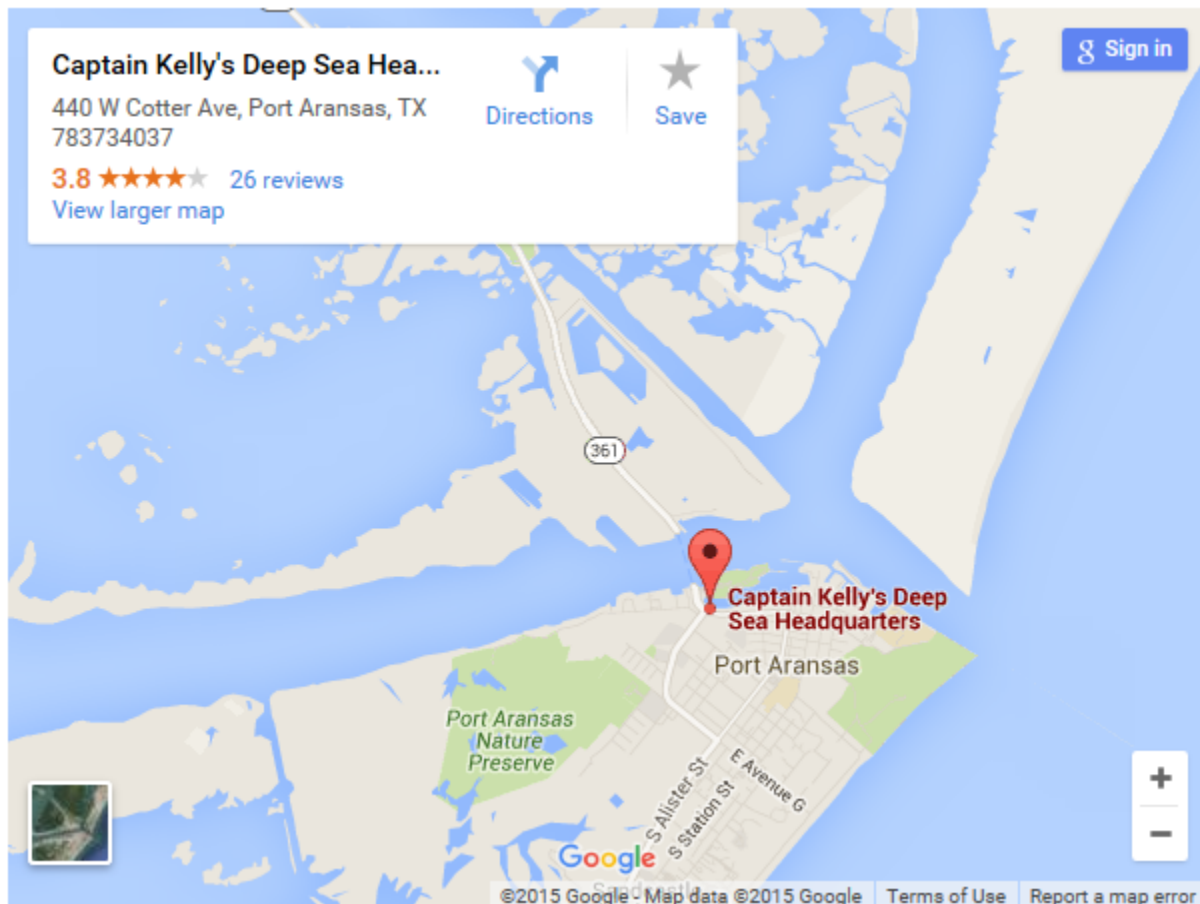 Captain Kelly's Deep Sea Hea...
440 W Cotter Ave, Port Aransas, TX
783734037
3.8
26 reviews
View larger map
Directions
Save
g Sign in
361
Captain Kelly's Deep
Sea Headquarters
Port Aransas
Port Aransas
Nature
Preserve
S Alister St
S Station St
E Avenue G
Google
Sandcastle
©2015 Google - Map data ©2015 Google
Terms of Use
Report a map error
+
−